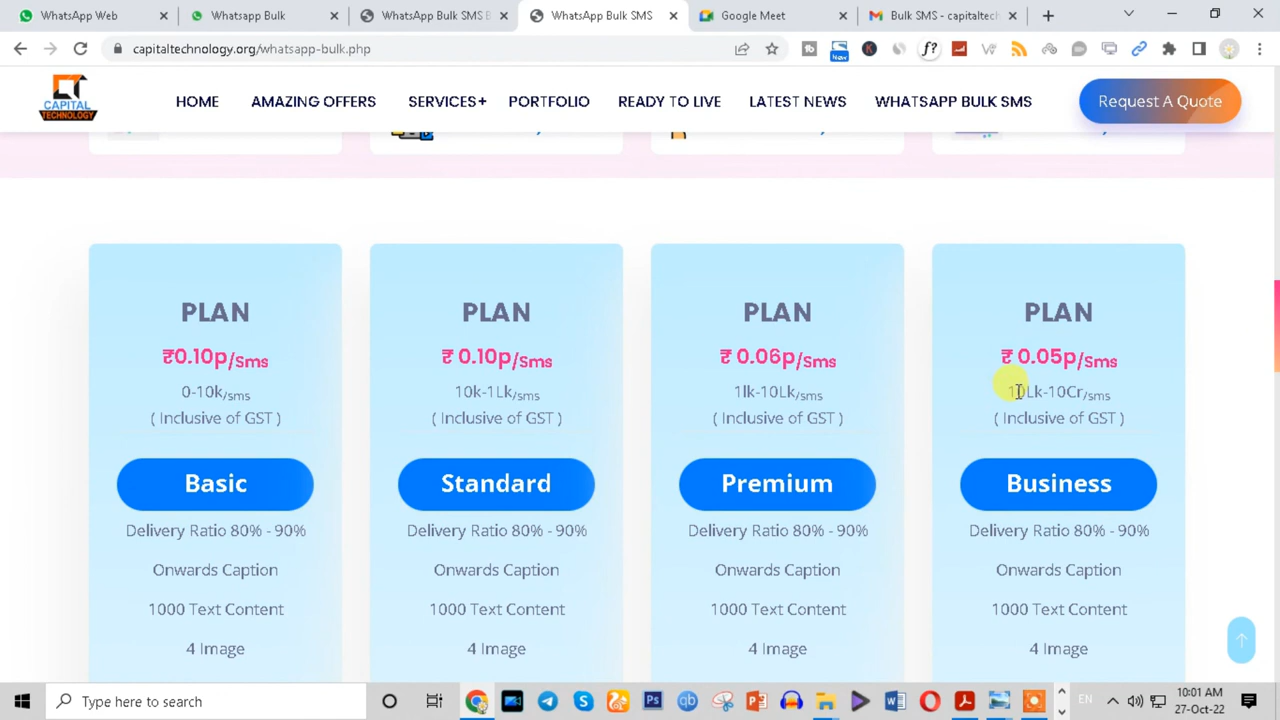 WhatsApp Web
Whatsapp Bulk
WhatsApp Bulk SMS B
WhatsApp Bulk SMS
Google Meet
Bulk SMS - capitaltech
capitaltechnology.org/whatsapp-bulk.php
New
f?
CAPITAL
TECHNOLOGY
HOME
AMAZING OFFERS
SERVICES+
PORTFOLIO
READY TO LIVE
LATEST NEWS
WHATSAPP BULK SMS
Request A Quote
PLAN
₹0.10p/Sms
0-10k/sms
( Inclusive of GST )
Basic
Delivery Ratio 80% - 90%
Onwards Caption
1000 Text Content
4 Image
PLAN
₹ 0.10p/Sms
10k-1Lk/sms
( Inclusive of GST )
Standard
Delivery Ratio 80% - 90%
Onwards Caption
1000 Text Content
4 Image
PLAN
₹ 0.06p/Sms
1lk-10Lk/sms
( Inclusive of GST )
Premium
Delivery Ratio 80% - 90%
Onwards Caption
1000 Text Content
4 Image
PLAN
₹ 0.05p/Sms
10Lk-10Cr/sms
( Inclusive of GST )
Business
Delivery Ratio 80% - 90%
Onwards Caption
1000 Text Content
4 Image
Type here to search
EN
10:01 AM
27-Oct-22